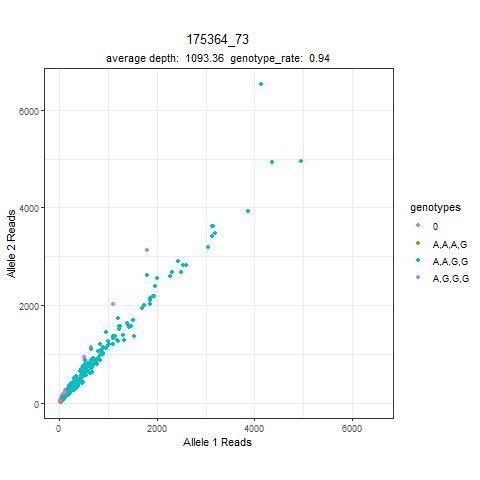 175364_73
average depth:  1093.36  genotype_rate:  0.94
Allele 2 Reads
6000
4000
2000
0
0 2000 4000 6000
Allele 1 Reads
genotypes
0
A,A,A,G
A,A,G,G
A,G,G,G